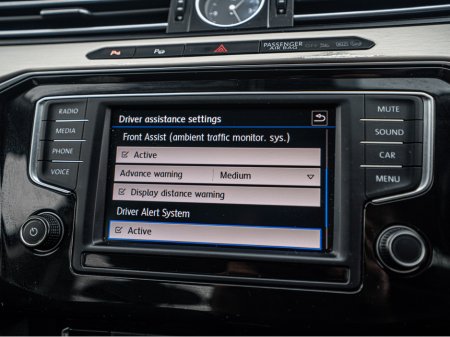 PASSENGER
AIR BAG
RADIO
MEDIA
PHONE
VOICE
Driver assistance settings
Front Assist (ambient traffic monitor. sys.)
Active
Advance warning Medium
Display distance warning
Driver Alert System
Active
MUTE
SOUND
CAR
MENU